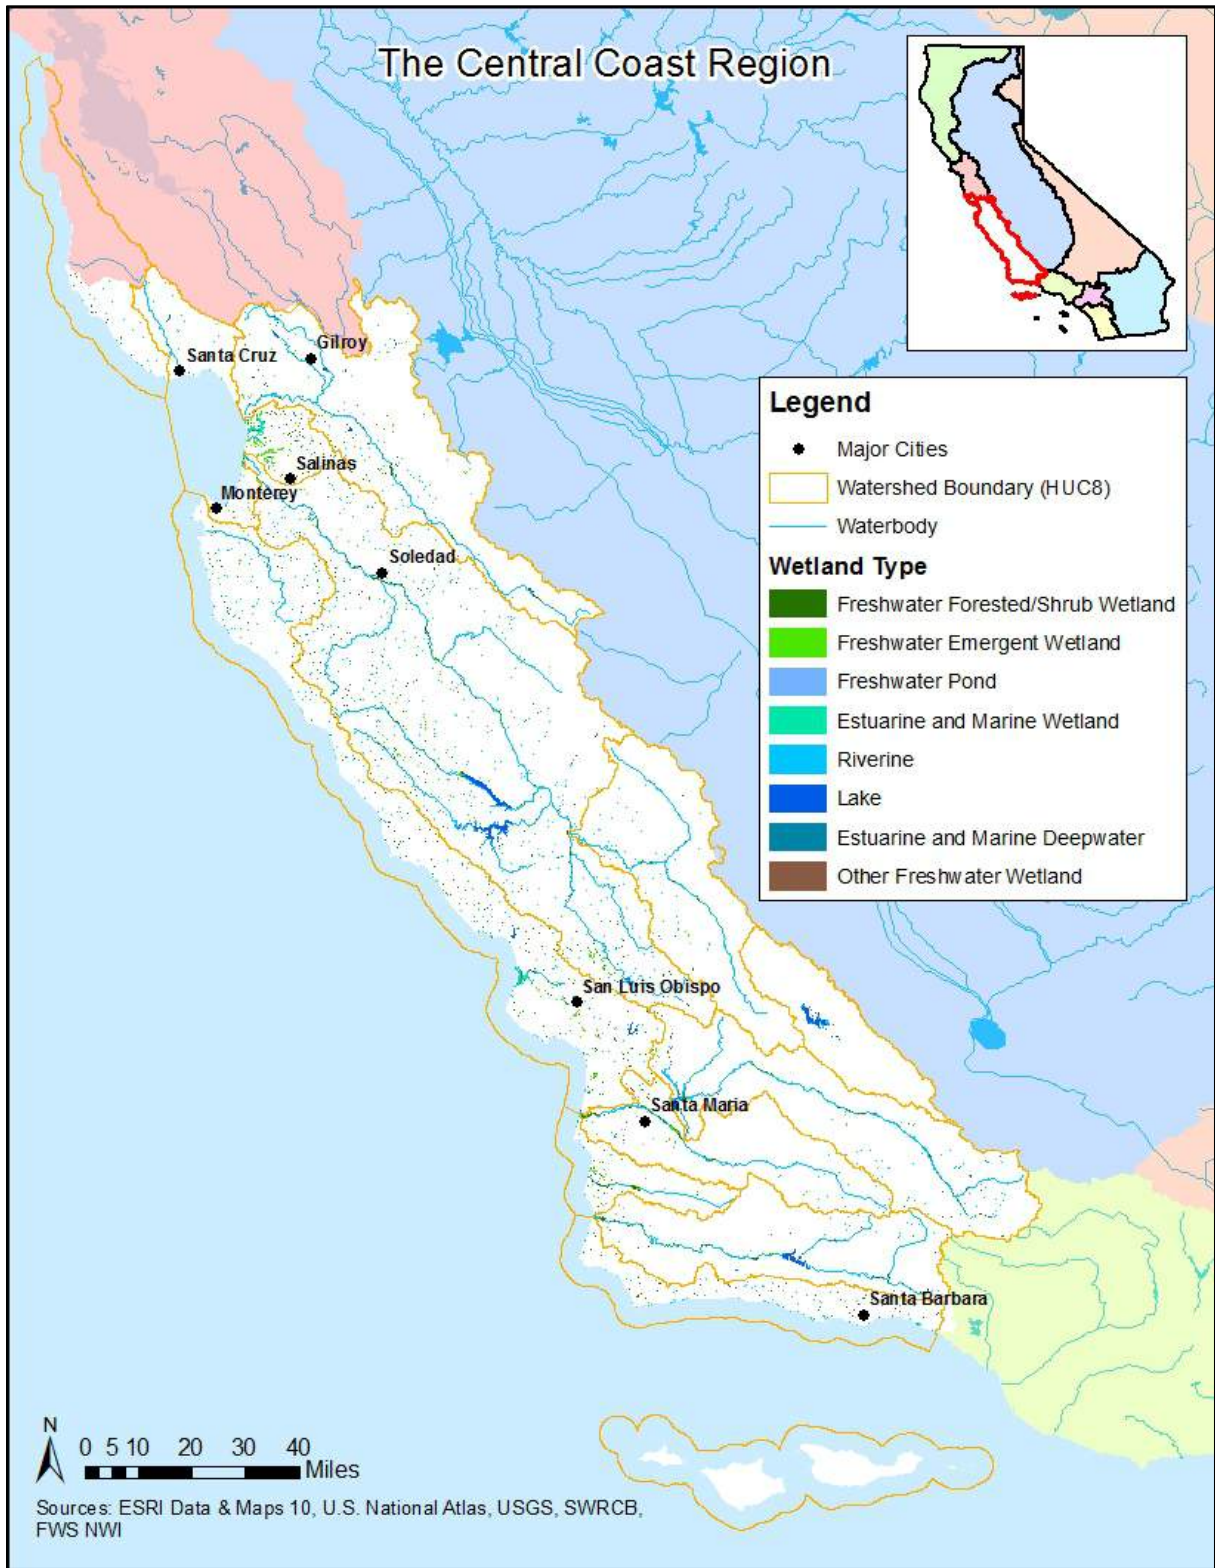 The Central Coast Region
Santa Cruz
Gilroy
Salinas
Monterey
Soledad
San Luis Obispo
Santa Maria
Santa Barbara
Legend
Major Cities
Watershed Boundary (HUC8)
Waterbody
Wetland Type
Freshwater Forested/Shrub Wetland
Freshwater Emergent Wetland
Freshwater Pond
Estuarine and Marine Wetland
Riverine
Lake
Estuarine and Marine Deepwater
Other Freshwater Wetland
N
0 5 10 20 30 40
Miles
Sources: ESRI Data & Maps 10, U.S. National Atlas, USGS, SWRCB,
FWS NWI